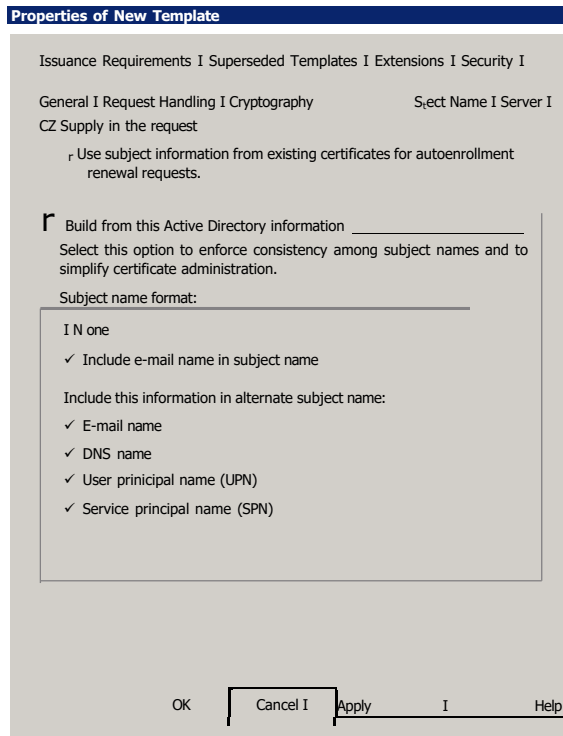 Properties of New Template
Issuance Requirements I Superseded Templates I Extensions I Security I
General I Request Handling I Cryptography Stect Name I Server I
CZ Supply in the request
r Use subject information from existing certificates for autoenrollment
renewal requests.
r Build from this Active Directory information
Select this option to enforce consistency among subject names and to
simplify certificate administration.
Subject name format:
I N one
✓ Include e-mail name in subject name
Include this information in alternate subject name:
✓ E-mail name
✓ DNS name
✓ User prinicipal name (UPN)
✓ Service principal name (SPN)
OK Cancel I Apply I Help